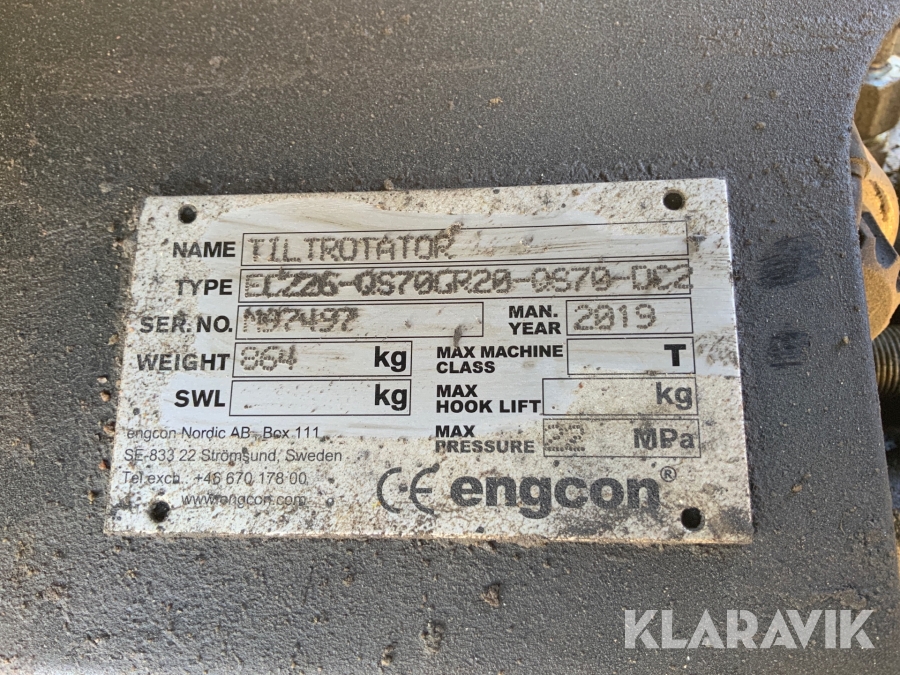 NAME TILTROTATOR T
TYPE EC226-QS70GR20-QS70-DC2
SER. NO. M97497 MAN. YEAR 2019
WEIGHT 864 kg MAX MACHINE CLASS T
SWL kg MAX HOOK LIFT kg
MAX PRESSURE 22 MPa
engcon Nordic AB, Box 111
SE-833 22 Strömsund, Sweden
Tel exch.: +46 670 178 00
www.engcon.com
CE engcon®
KLARAVIK